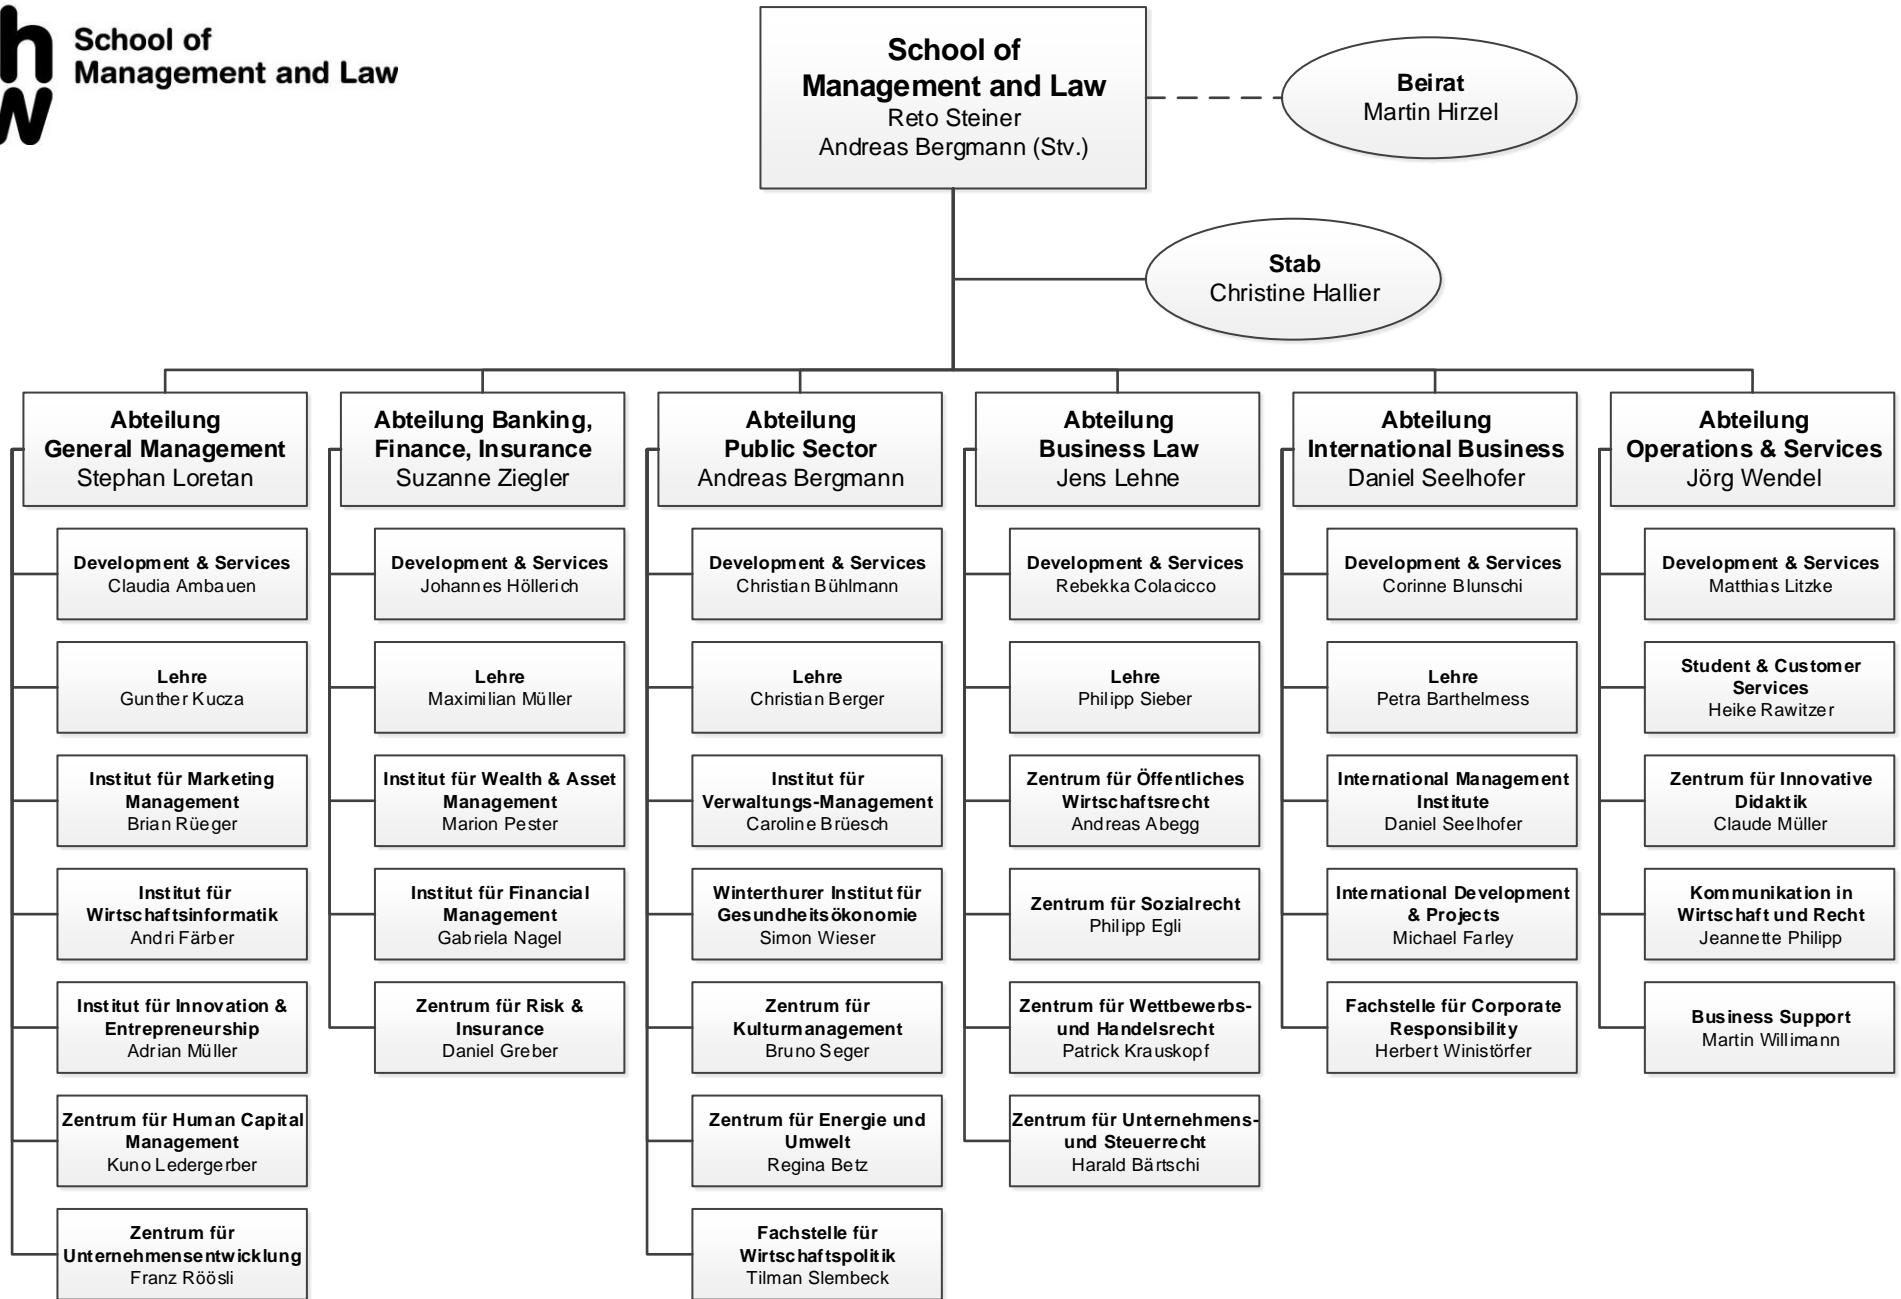 h
w
School of
Management and Law
School of
Management and Law
Reto Steiner
Andreas Bergmann (Stv.)
Beirat
Martin Hirzel
Stab
Christine Hallier
Abteilung
General Management
Stephan Loretan
Development & Services
Claudia Ambauen
Lehre
Gunther Kucza
Institut für Marketing
Management
Brian Rüeger
Institut für
Wirtschaftsinformatik
Andri Färber
Institut für Innovation &
Entrepreneurship
Adrian Müller
Zentrum für Human Capital
Management
Kuno Ledergerber
Zentrum für
Unternehmensentwicklung
Franz Röösli
Abteilung Banking,
Finance, Insurance
Suzanne Ziegler
Development & Services
Johannes Höllerich
Lehre
Maximilian Müller
Institut für Wealth & Asset
Management
Marion Pester
Institut für Financial
Management
Gabriela Nagel
Zentrum für Risk &
Insurance
Daniel Greber
Abteilung
Public Sector
Andreas Bergmann
Development & Services
Christian Bühlmann
Lehre
Christian Berger
Institut für
Verwaltungs-Management
Caroline Brüesch
Winterthurer Institut für
Gesundheitsökonomie
Simon Wieser
Zentrum für
Kulturmanagement
Bruno Seger
Zentrum für Energie und
Umwelt
Regina Betz
Fachstelle für
Wirtschaftspolitik
Tilman Slembeck
Abteilung
Business Law
Jens Lehne
Development & Services
Rebekka Colacicco
Lehre
Philipp Sieber
Zentrum für Öffentliches
Wirtschaftsrecht
Andreas Abegg
Zentrum für Sozialrecht
Philipp Egli
Zentrum für Wettbewerbs-
und Handelsrecht
Patrick Krauskopf
Zentrum für Unternehmens-
und Steuerrecht
Harald Bärtschi
Abteilung
International Business
Daniel Seelhofer
Development & Services
Corinne Blunschi
Lehre
Petra Barthelmess
International Management
Institute
Daniel Seelhofer
International Development
& Projects
Michael Farley
Fachstelle für Corporate
Responsibility
Herbert Winistörfer
Abteilung
Operations & Services
Jörg Wendel
Development & Services
Matthias Litzke
Student & Customer
Services
Heike Rawitzer
Zentrum für Innovative
Didaktik
Claude Müller
Kommunikation in
Wirtschaft und Recht
Jeannette Philipp
Business Support
Martin Willimann